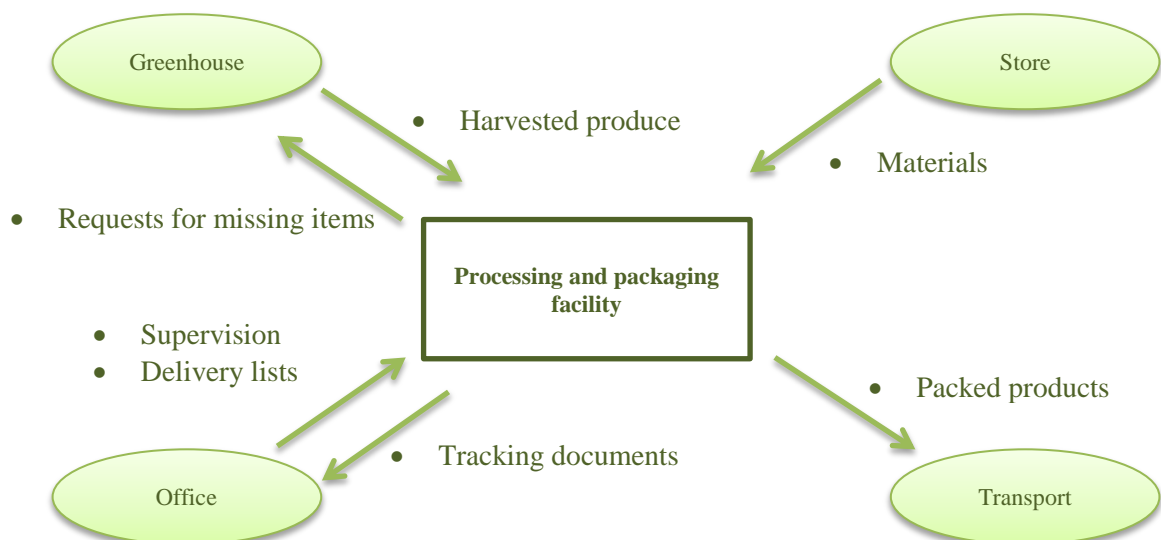 Greenhouse
Store
• Harvested produce
• Materials
• Requests for missing items
Processing and packaging
facility
• Supervision
• Delivery lists
• Packed products
• Tracking documents
Office
Transport